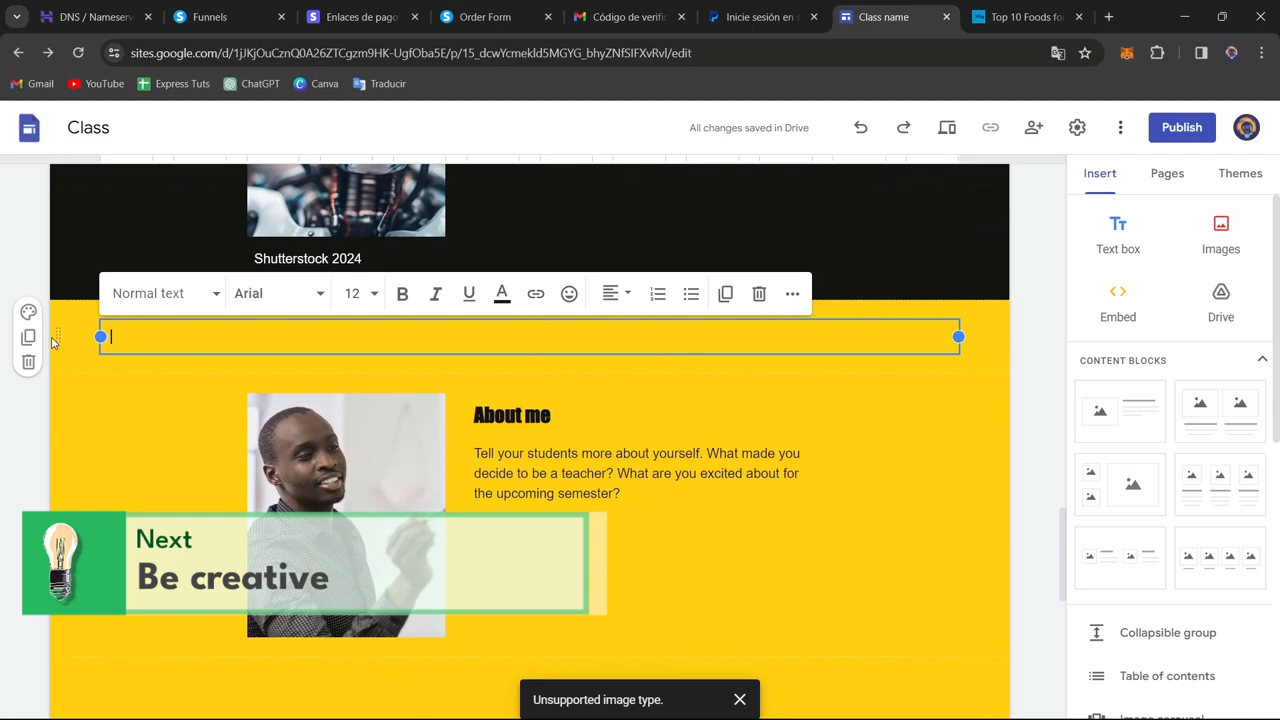 DNS / Nameserv
Funnels
Enlaces de pago
Order Form
Código de verifi
Inicie sesión en
Class name
Top 10 Foods fo
sites.google.com/d/1jIKjOuCznQ0A26ZTCgzm9HK-UgfOba5E/p/15_dcwYcmekld5MGYG_bhyZNfSIFXvRvl/edit
Gmail
YouTube
Express Tuts
ChatGPT
Canva
Traducir
Class
All changes saved in Drive
Publish
Insert
Pages
Themes
Text box
Images
Embed
Drive
CONTENT BLOCKS
Shutterstock 2024
Normal text
Arial
12
About me
Tell your students more about yourself. What made you
decide to be a teacher? What are you excited about for
the upcoming semester?
Next
Be creative
Collapsible group
Table of contents
Image carousel
Unsupported image type.